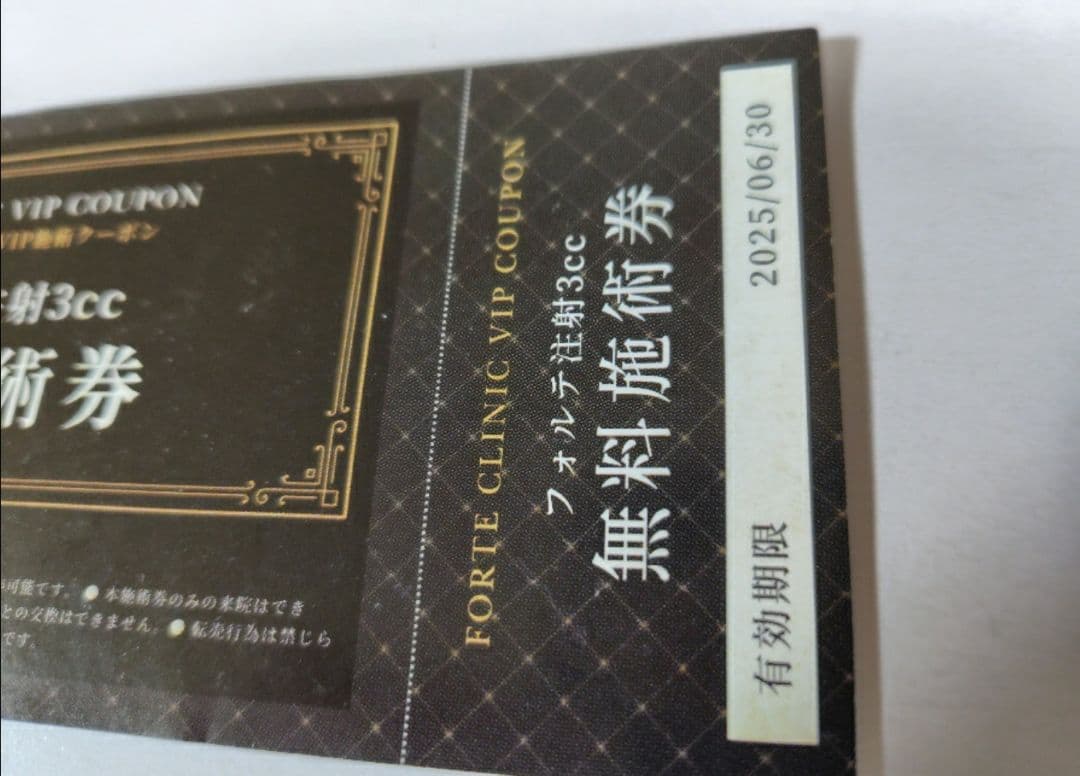 VIP COUPON
VIP施術クーポン
射3cc
術券
可能です。 ● 本施術券のみの来院はでき
との交換はできません。 ● 転売行為は禁じら
です。
FORTE CLINIC VIP COUPON
フォルテ注射3cc
無料施術券
有効期限 2025/06/30